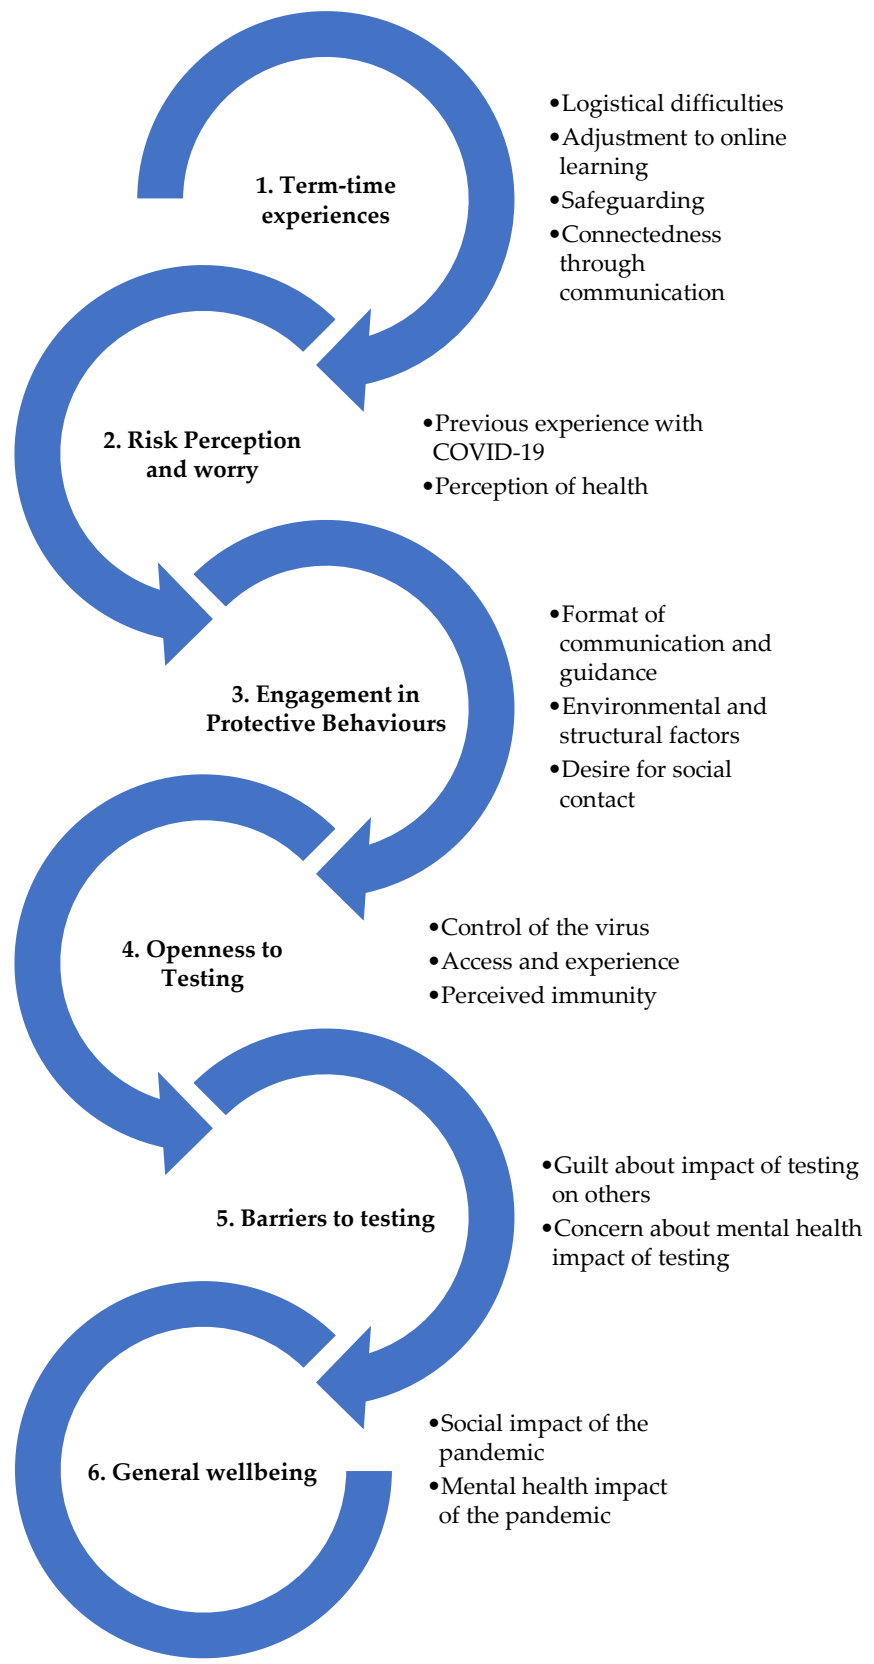 1. Term-time
experiences
•Logistical difficulties
•Adjustment to online
learning
•Safeguarding
•Connectedness
through
communication
2. Risk Perception
and worry
•Previous experience with
COVID-19
•Perception of health
3. Engagement in
Protective Behaviours
•Format of
communication and
guidance
•Environmental and
structural factors
•Desire for social
contact
4. Openness to
Testing
•Control of the virus
•Access and experience
•Perceived immunity
5. Barriers to testing
•Guilt about impact of testing
on others
•Concern about mental health
impact of testing
6. General wellbeing
•Social impact of the
pandemic
•Mental health impact
of the pandemic